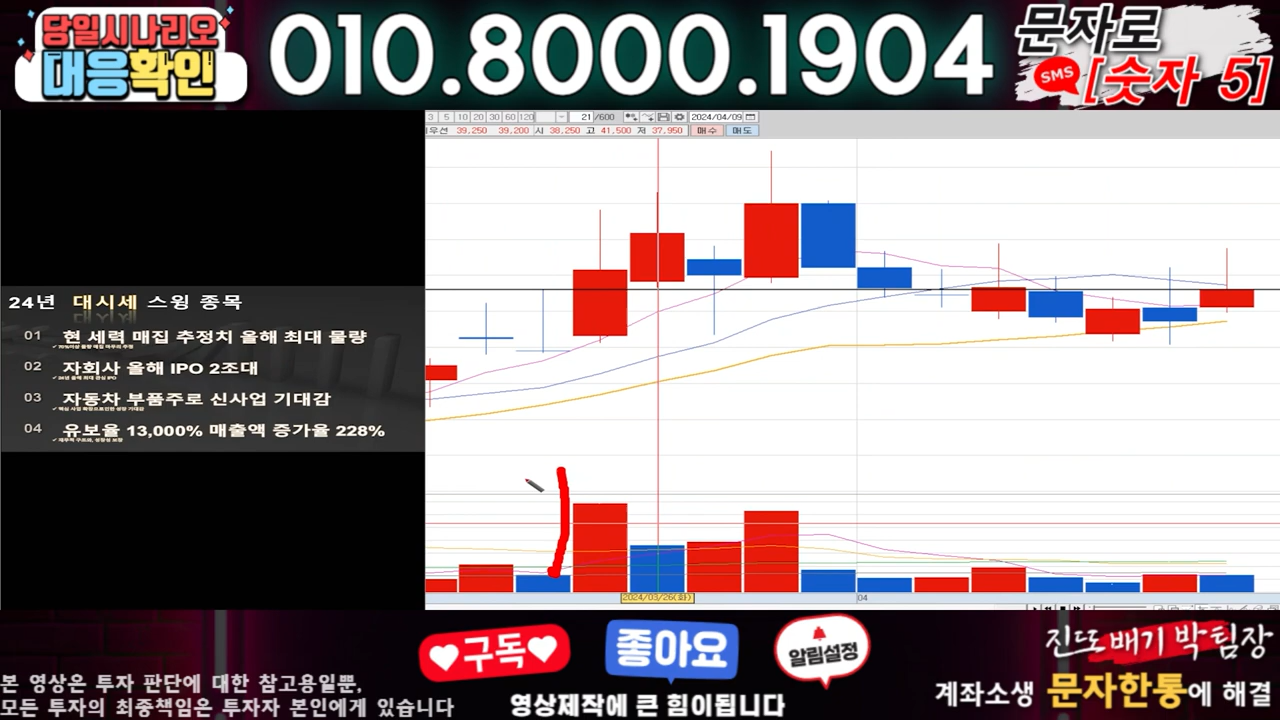 당일시나리오
대응확인
010.8000.1904
문자로
SMS
[숫자 5]
3 5 10 20 30 60 120 21 /600 2024/04/09
우선 39,250 39,200 시 38,250 고 41,500 저 37,950 매수 매도
24년 대시세 스윙 종목
01 현 세력 매집 추정치 올해 최대 물량
02 자회사 올해 IPO 2조대
03 자동차 부품주로 신사업 기대감
04 유보율 13,000% 매출액 증가율 228%
2024/03/26(화) 04
구독
좋아요
알림설정
진또배기 박팀장
본 영상은 투자 판단에 대한 참고용일뿐,
모든 투자의 최종책임은 투자자 본인에게 있습니다
영상제작에 큰 힘이됩니다
계좌소생 문자한통에 해결